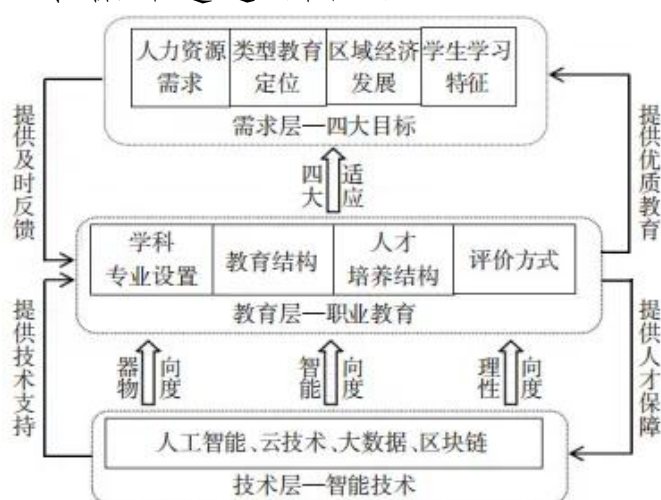 人力资源 类型教育 区域经济 学生学习
需求 定位 发展 特征
需求层—四大目标
提供及时反馈
提供优质教育
四大 适应
学科 人才
专业设置 教育结构 培养结构 评价方式
教育层—职业教育
提供技术支持
提供人才保障
器物 向度 智能 向度 理性 向度
人工智能、云技术、大数据、区块链
技术层—智能技术